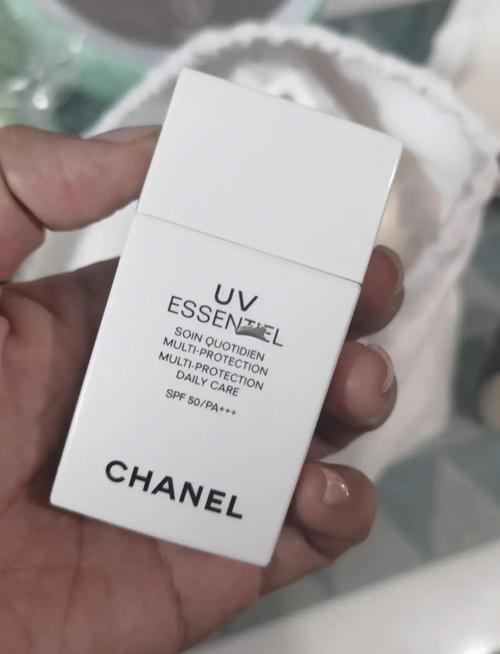 UV
ESSENTIEL
SOIN QUOTIDIEN
MULTI-PROTECTION
MULTI-PROTECTION
DAILY CARE
SPF 50/PA+++
CHANEL